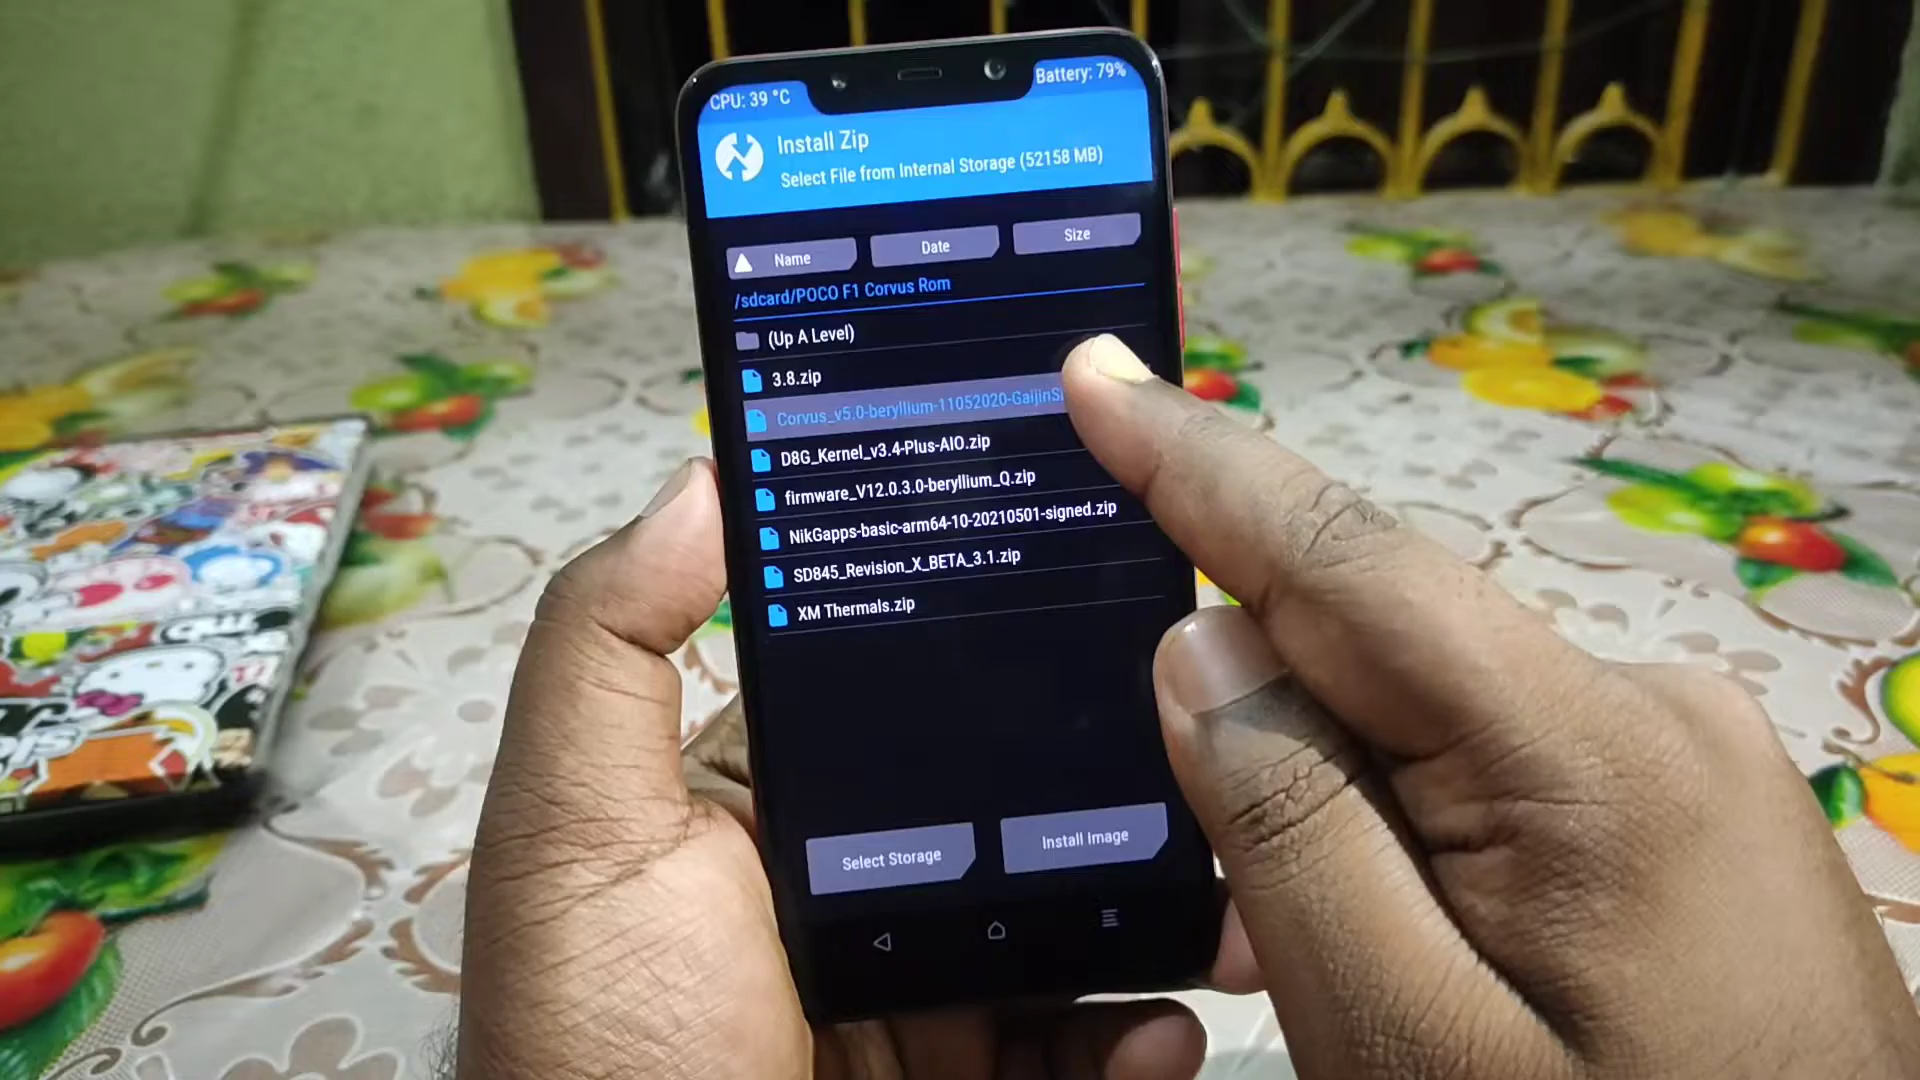 CPU: 39 °C
Battery: 79%
Install Zip
Select File from Internal Storage (52158 MB)
Name
Date
Size
/sdcard/POCO F1 Corvus Rom
(Up A Level)
3.8.zip
Corvus_v5.0-beryllium-11052020-GaijinSi
D8G_Kernel_v3.4-Plus-AIO.zip
firmware_V12.0.3.0-beryllium_Q.zip
NikGapps-basic-arm64-10-20210501-signed.zip
SD845_Revision_X_BETA_3.1.zip
XM Thermals.zip
Select Storage
Install Image